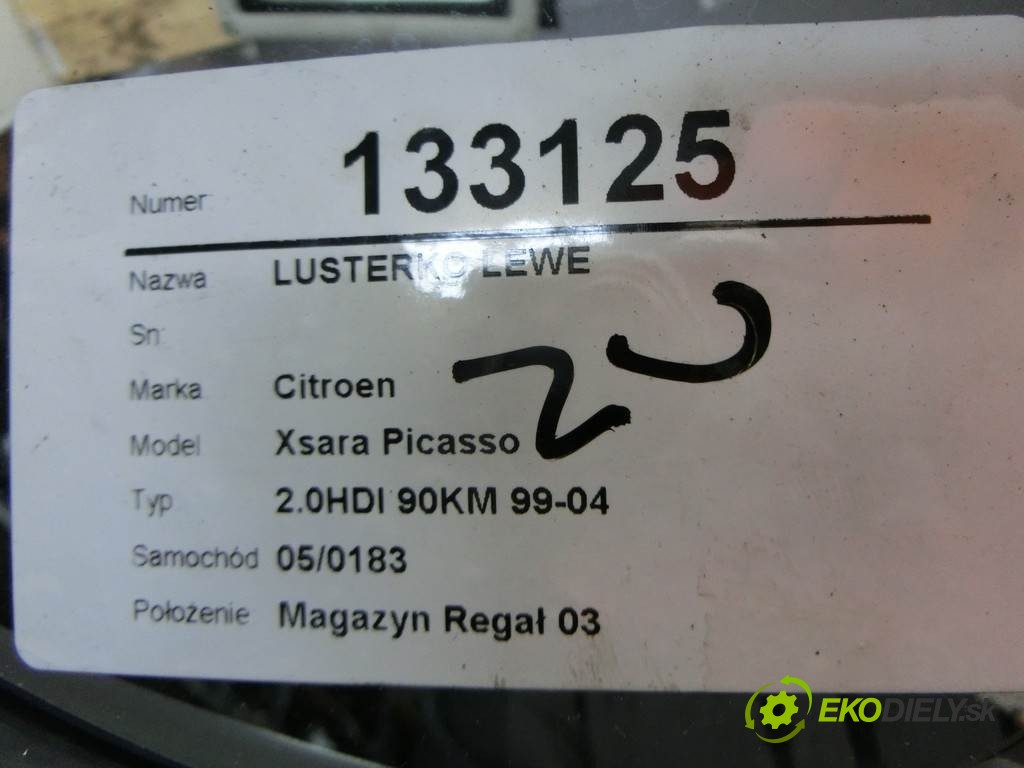 Numer 133125
Nazwa LUSTERKO LEWE
Sn:
Marka Citroen
Model Xsara Picasso
Typ 2.0HDI 90KM 99-04
Samochód 05/0183
Położenie Magazyn Regał 03
EKODIELY.sk